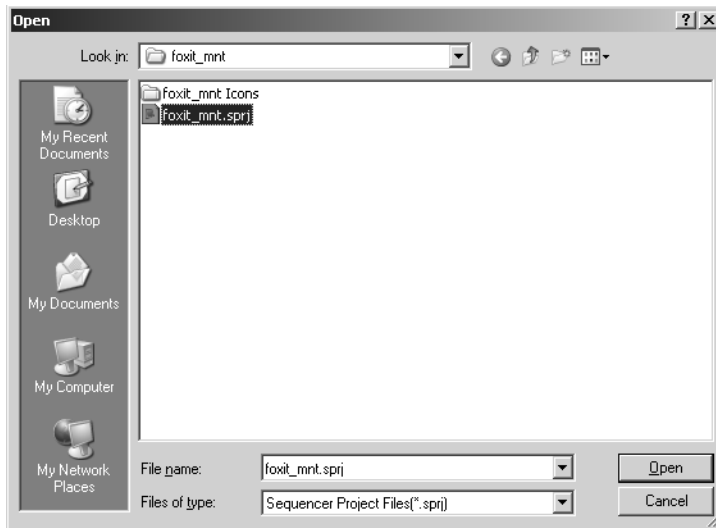 Open
Look in:
foxit_mnt
foxit_mnt Icons
foxit_mnt.sprj
My Recent
Documents
Desktop
My Documents
My Computer
My Network
Places
File name:
foxit_mnt.sprj
Open
Files of type:
Sequencer Project Files(*.sprj)
Cancel